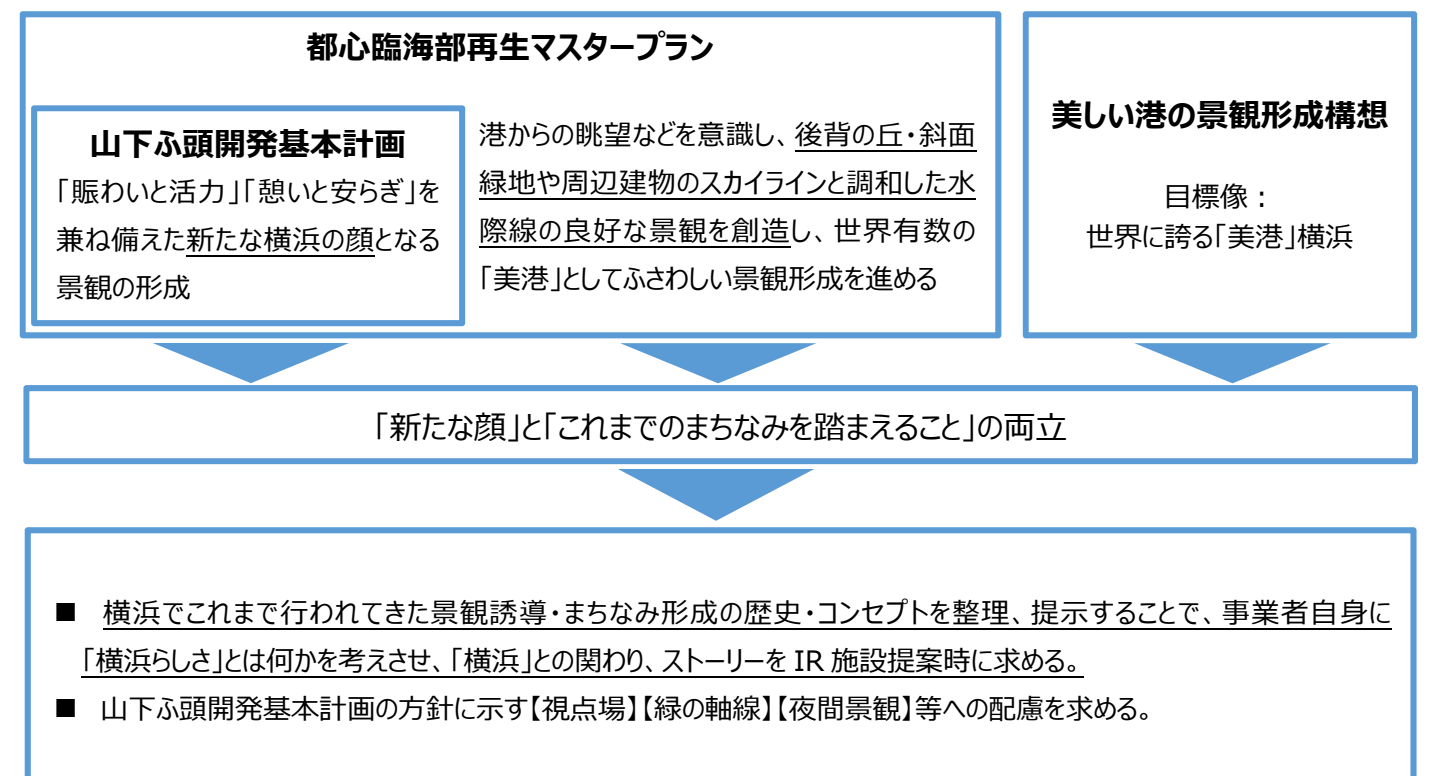 都心臨海部再生マスタープラン
山下ふ頭開発基本計画
「賑わいと活力」「憩いと安らぎ」を
兼ね備えた新たな横浜の顔となる
景観の形成
港からの眺望などを意識し、後背の丘・斜面
緑地や周辺建物のスカイラインと調和した水
際線の良好な景観を創造し、世界有数の
「美港」としてふさわしい景観形成を進める
美しい港の景観形成構想
目標像：
世界に誇る「美港」横浜
「新たな顔」と「これまでのまちなみを踏まえること」の両立
■ 横浜でこれまで行われてきた景観誘導・まちなみ形成の歴史・コンセプトを整理、提示することで、事業者自身に
「横浜らしさ」とは何かを考えさせ、「横浜」との関わり、ストーリーを IR 施設提案時に求める。
■ 山下ふ頭開発基本計画の方針に示す【視点場】【緑の軸線】【夜間景観】等への配慮を求める。